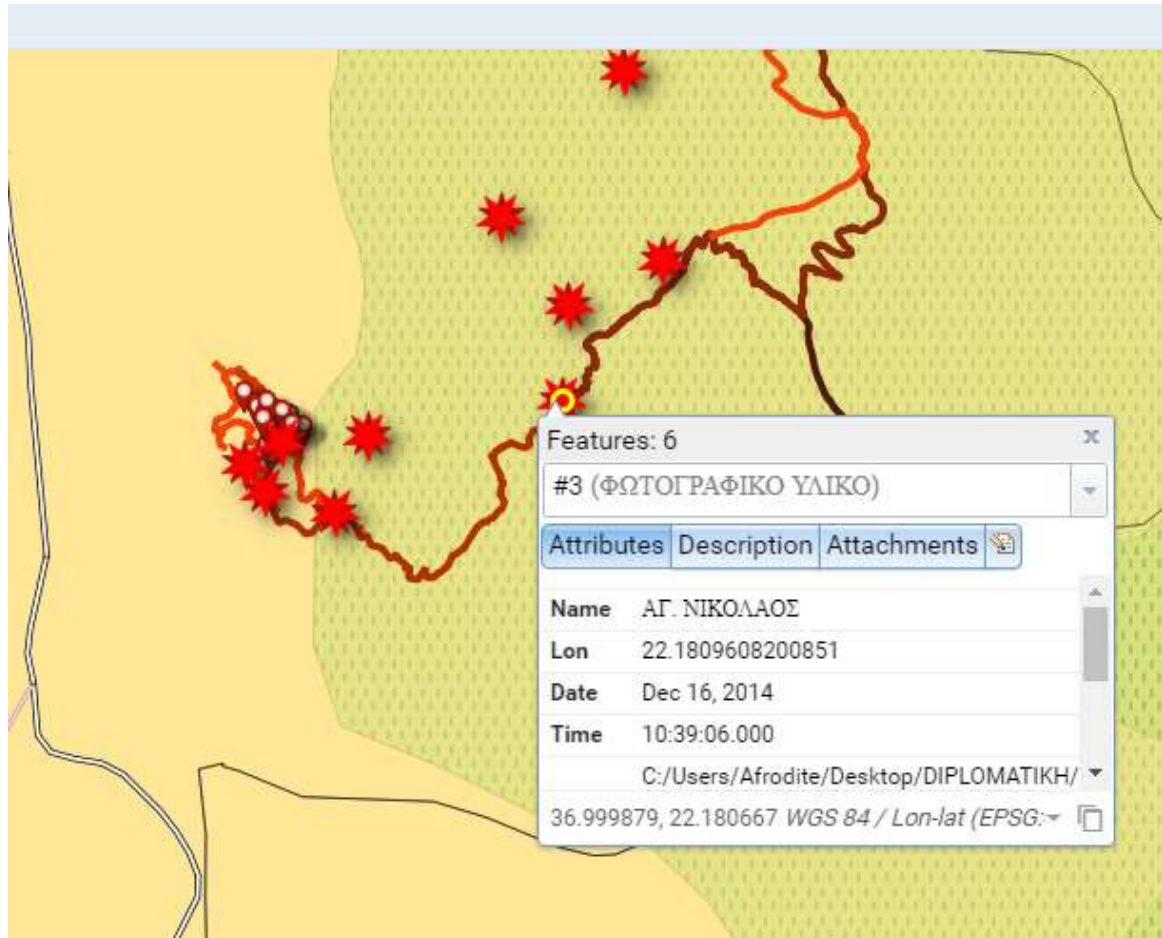 Features: 6
#3 (ΦΩΤΟΓΡΑΦΙΚΟ ΥΛΙΚΟ)
Attributes Description Attachments
Name ΑΓ. ΝΙΚΟΛΑΟΣ
Lon 22.1809608200851
Date Dec 16, 2014
Time 10:39:06.000
C:/Users/Afrodite/Desktop/DIPLOMATIKH/
36.999879, 22.180667 WGS 84 / Lon-lat (EPSG: